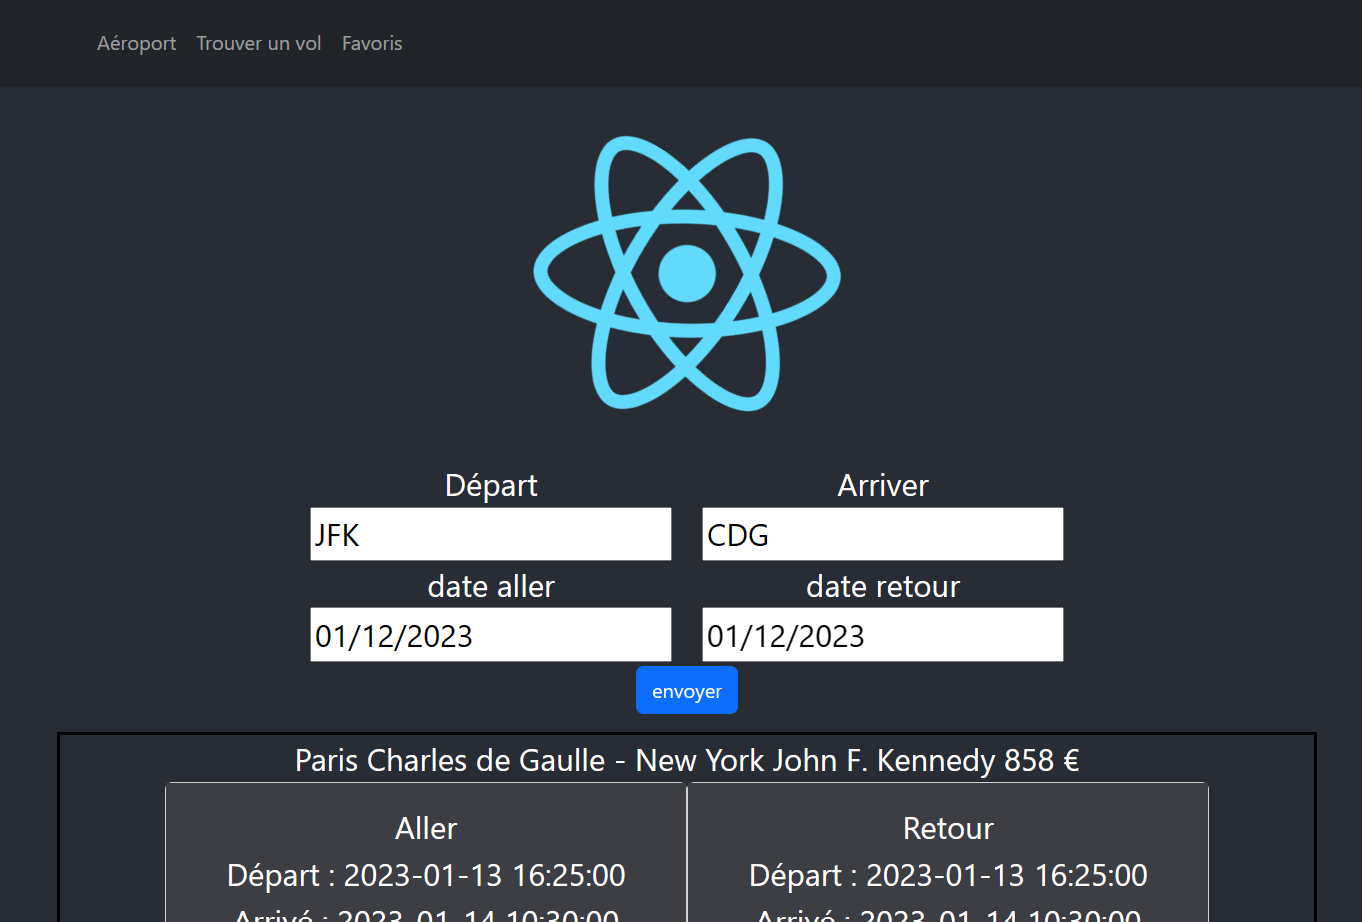 Aéroport Trouver un vol Favoris
Départ Arriver
JFK CDG
date aller date retour
01/12/2023 01/12/2023
envoyer
Paris Charles de Gaulle - New York John F. Kennedy 858 €
Aller Retour
Départ : 2023-01-13 16:25:00 Départ : 2023-01-13 16:25:00
Arrivé : 2023-01-14 10:30:00 Arrivé : 2023-01-14 10:30:00